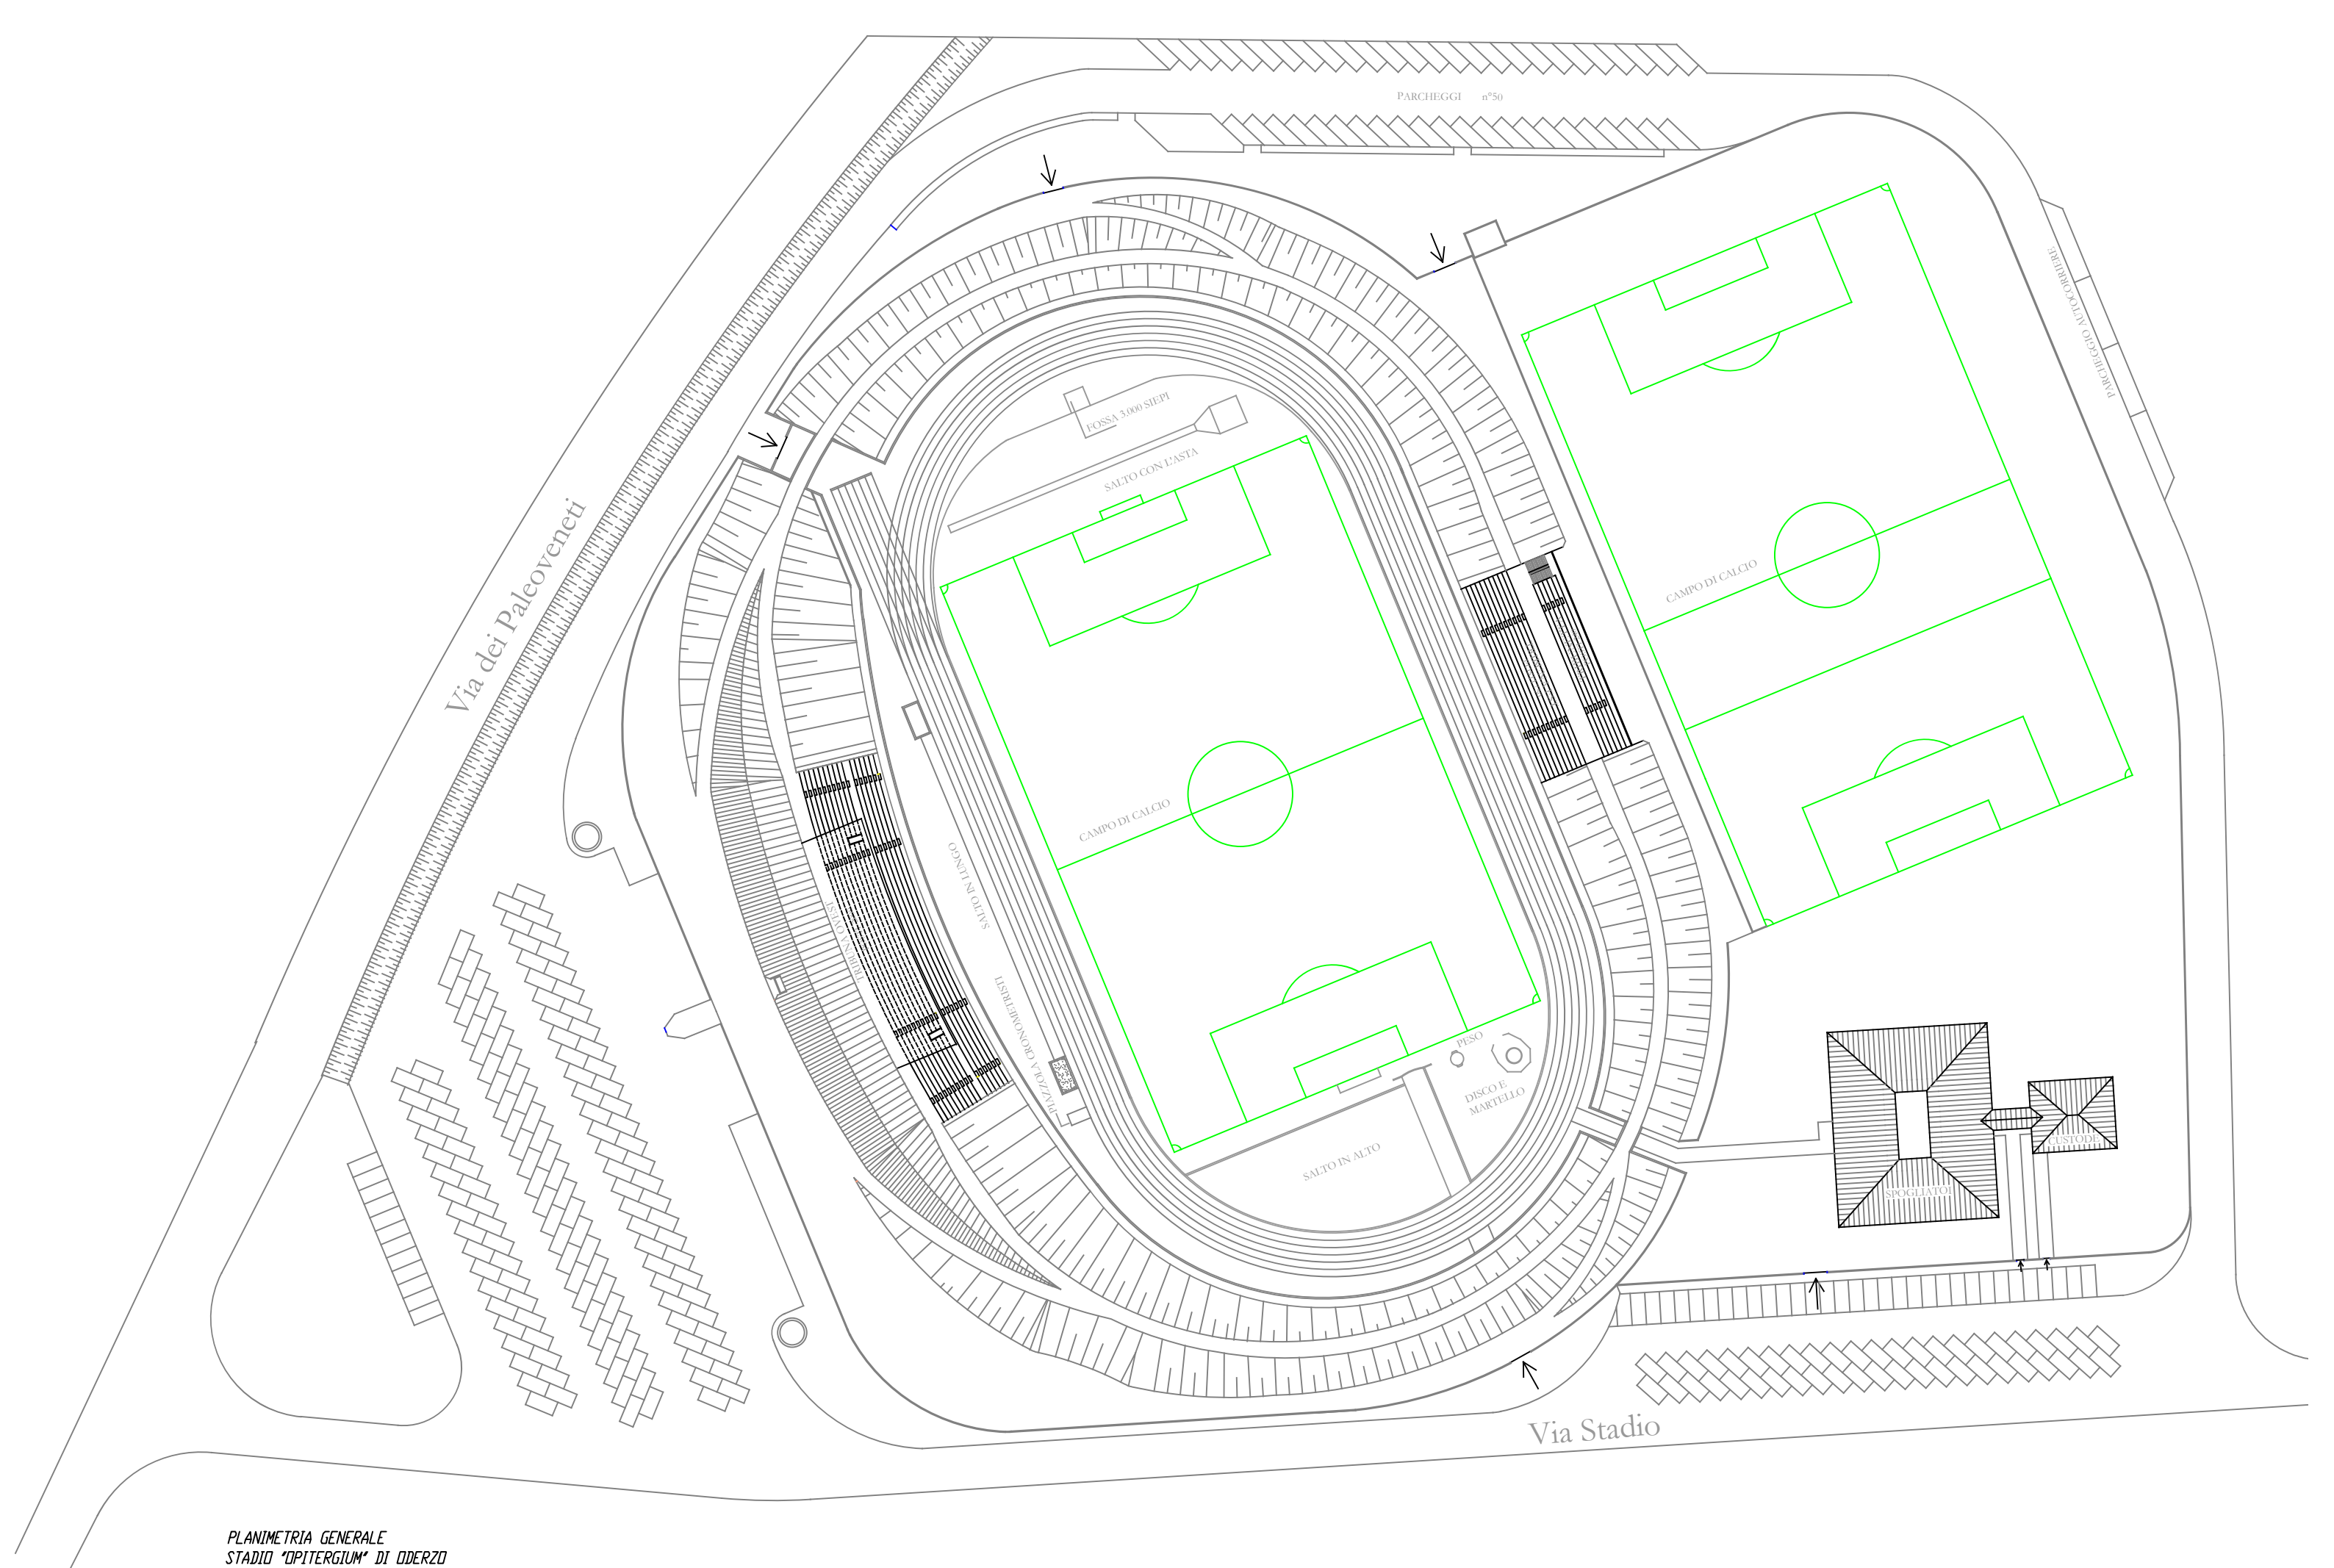 PARCHEGGI n°50
PARCHEGGIO AUTOCORRIERE
FOSSA 3.000 SIEPI
SALTO CON L'ASTA
Via dei Paleoveneti
CAMPO DI CALCIO
CAMPO DI CALCIO
SALTO IN LUNGO
TRIBUNA OVEST
PIAZZOLA CRONOMETRISTI
PESO
DISCO E
MARTELLO
SALTO IN ALTO
CUSTODE
SPOGLIATOI
Via Stadio
PLANIMETRIA GENERALE
STADIO "OPITERGIUM" DI ODERZO